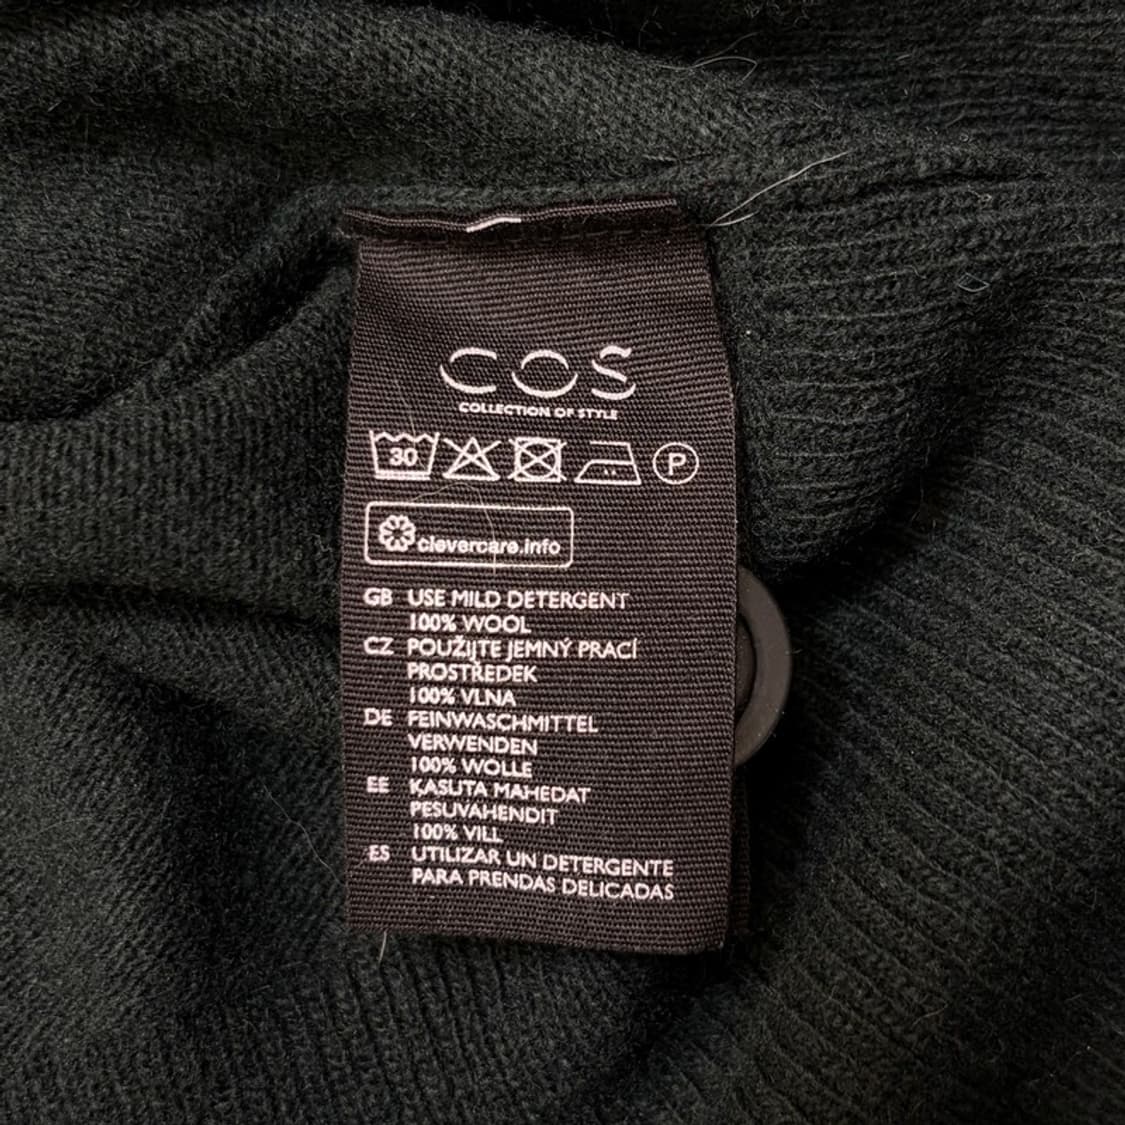 COS
COLLECTION OF STYLE
30 P
clevercare.info
GB USE MILD DETERGENT
100% WOOL
CZ POUŽIJTE JEMNÝ PRACÍ
PROSTŘEDEK
100% VLNA
DE FEINWASCHMITTEL
VERWENDEN
100% WOLLE
EE KASUTA MAHEDAT
PESUVAHENDIT
100% VILL
ES UTILIZAR UN DETERGENTE
PARA PRENDAS DELICADAS